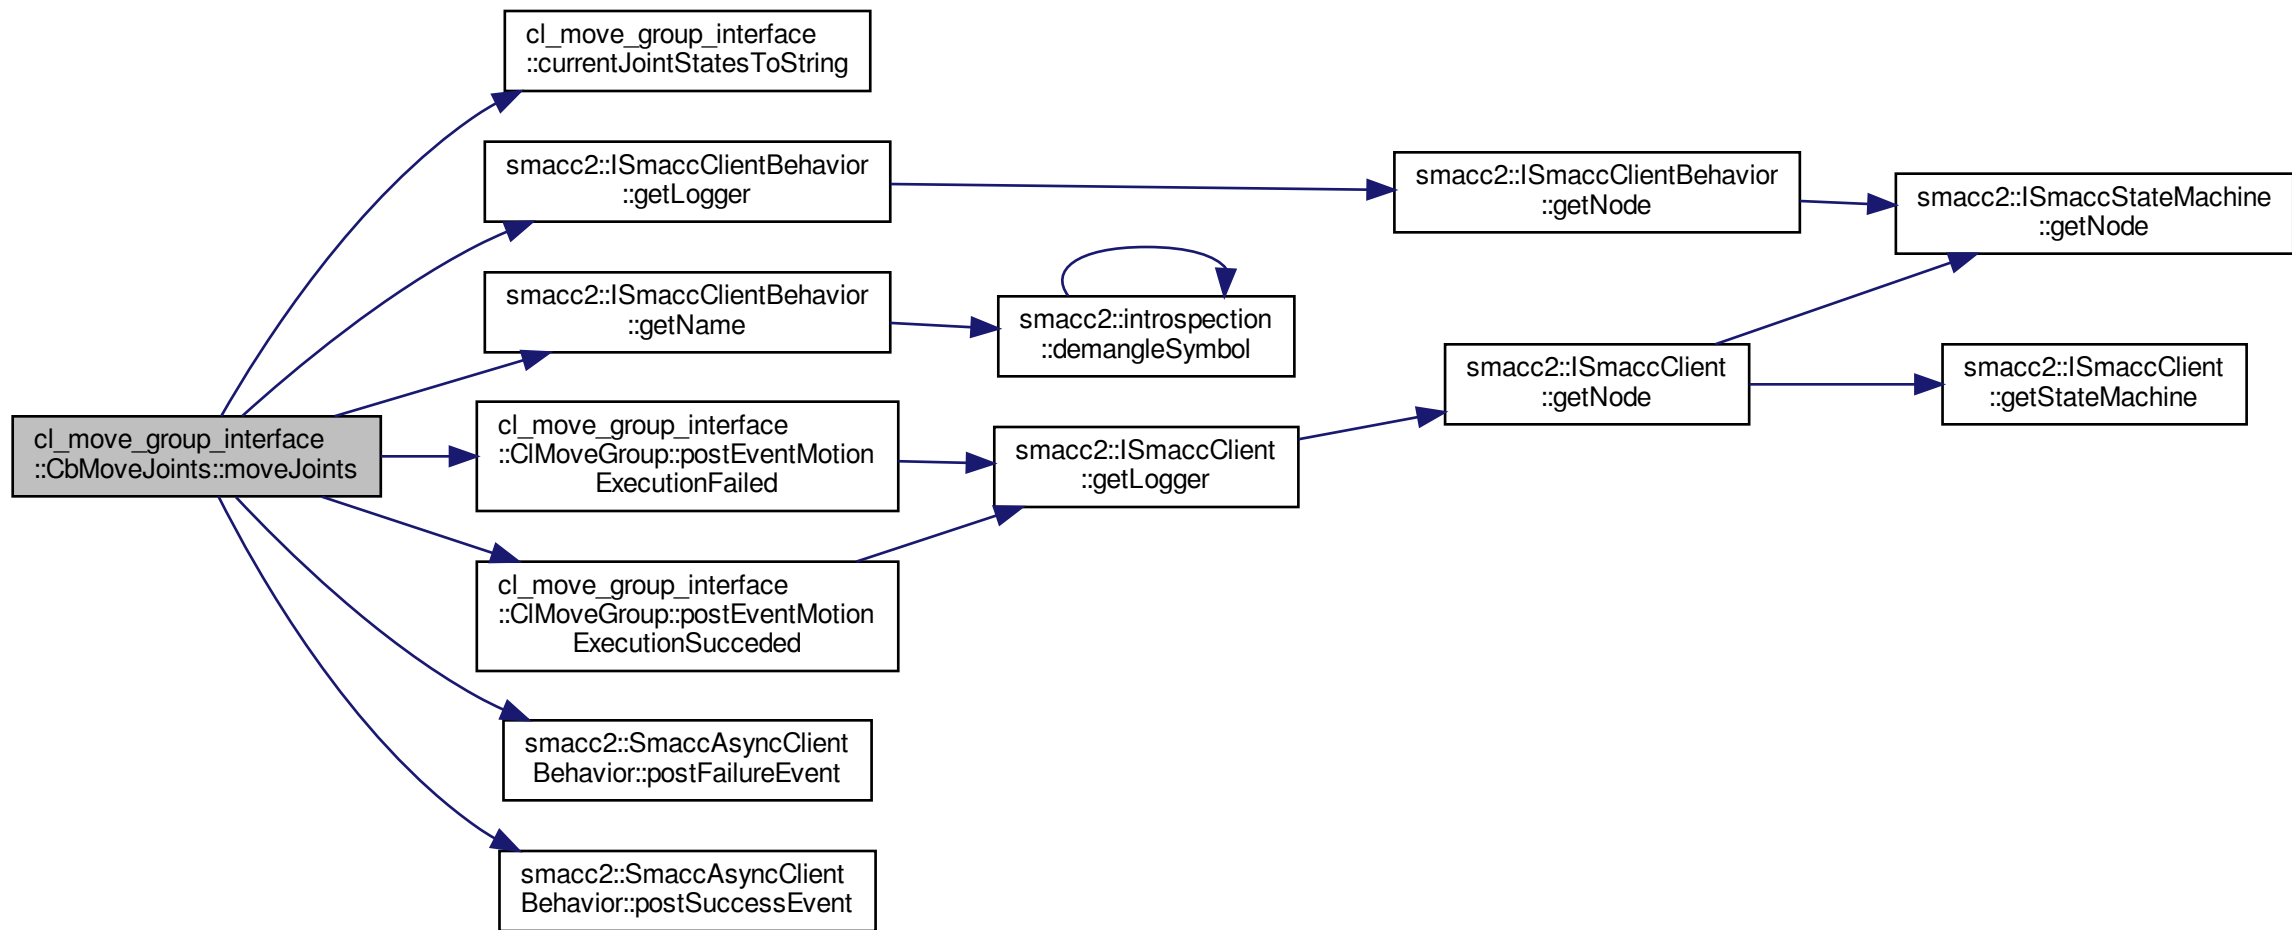 cl_move_group_interface
::currentJointStatesToString
smacc2::ISmaccClientBehavior
::getLogger
smacc2::ISmaccClientBehavior
::getNode
smacc2::ISmaccStateMachine
::getNode
smacc2::ISmaccClientBehavior
::getName
smacc2::introspection
::demangleSymbol
smacc2::ISmaccClient
::getNode
smacc2::ISmaccClient
::getStateMachine
cl_move_group_interface
::CbMoveJoints::moveJoints
cl_move_group_interface
::ClMoveGroup::postEventMotion
ExecutionFailed
smacc2::ISmaccClient
::getLogger
cl_move_group_interface
::ClMoveGroup::postEventMotion
ExecutionSucceded
smacc2::SmaccAsyncClient
Behavior::postFailureEvent
smacc2::SmaccAsyncClient
Behavior::postSuccessEvent